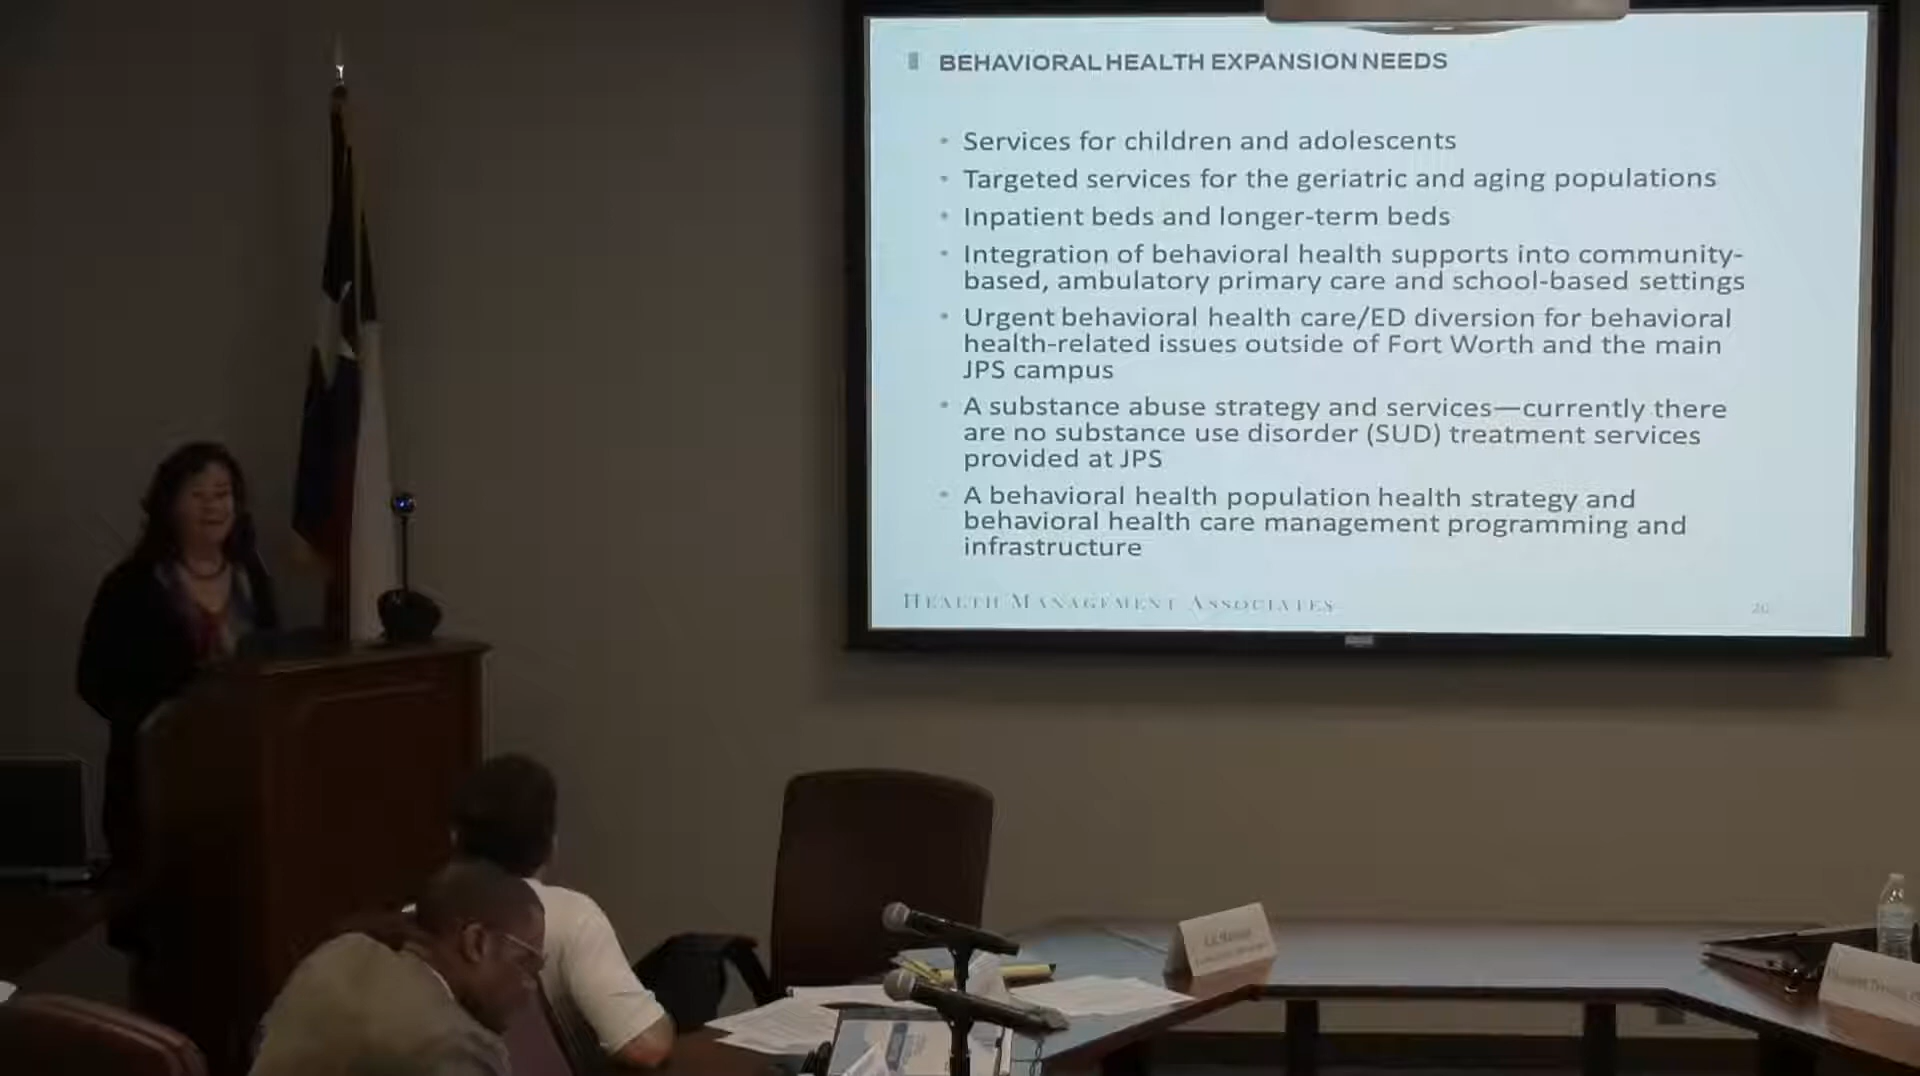 BEHAVIORAL HEALTH EXPANSION NEEDS
• Services for children and adolescents
• Targeted services for the geriatric and aging populations
• Inpatient beds and longer-term beds
• Integration of behavioral health supports into community-
based, ambulatory primary care and school-based settings
• Urgent behavioral health care/ED diversion for behavioral
health-related issues outside of Fort Worth and the main
JPS campus
• A substance abuse strategy and services—currently there
are no substance use disorder (SUD) treatment services
provided at JPS
• A behavioral health population health strategy and
behavioral health care management programming and
infrastructure
HEALTH MANAGEMENT ASSOCIATES
20